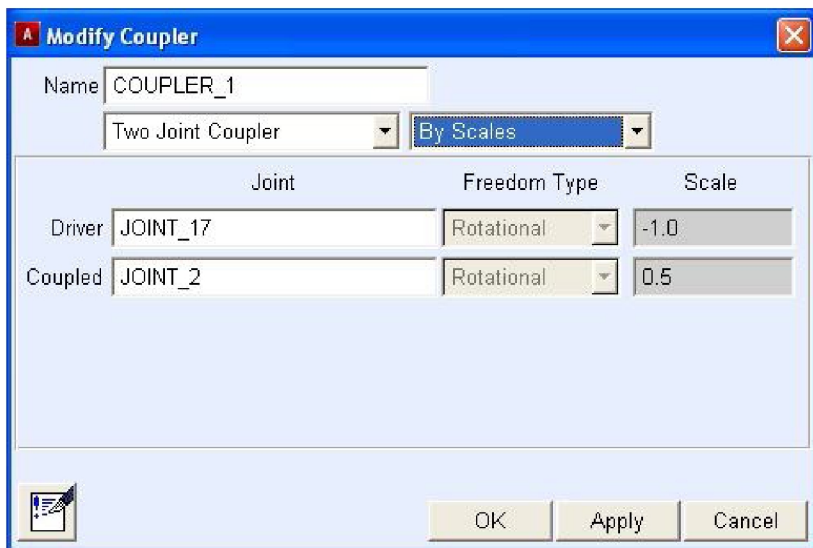 Modify Coupler
Name COUPLER_1
Two Joint Coupler By Scales
Joint Freedom Type Scale
Driver JOINT_17 Rotational -1.0
Coupled JOINT_2 Rotational 0.5
OK Apply Cancel